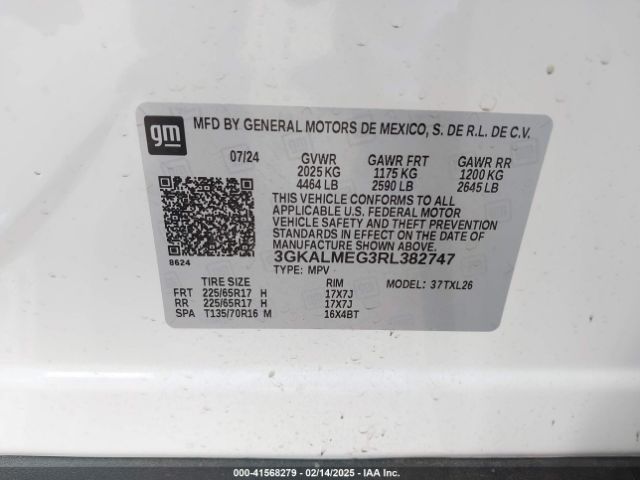 gm
MFD BY GENERAL MOTORS DE MEXICO, S. DE R.L. DE C.V.
07/24 GVWR GAWR FRT GAWR RR
2025 KG 1175 KG 1200 KG
4464 LB 2590 LB 2645 LB
THIS VEHICLE CONFORMS TO ALL
APPLICABLE U.S. FEDERAL MOTOR
VEHICLE SAFETY AND THEFT PREVENTION
STANDARDS IN EFFECT ON THE DATE OF
MANUFACTURE SHOWN ABOVE.
8624 3GKALMEG3RL382747
TYPE: MPV MODEL: 37TXL26
TIRE SIZE RIM
FRT 225/65R17 H 17X7J
RR 225/65R17 H 17X7J
SPA T135/70R16 M 16X4BT
000-41568279 - 02/14/2025 - IAA Inc.